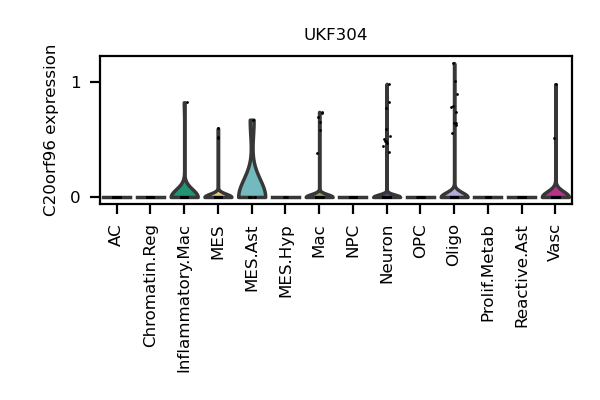 UKF304
C20orf96 expression
1
0
AC
Chromatin.Reg
Inflammatory.Mac
MES
MES.Ast
MES.Hyp
Mac
NPC
Neuron
OPC
Oligo
Prolif.Metab
Reactive.Ast
Vasc